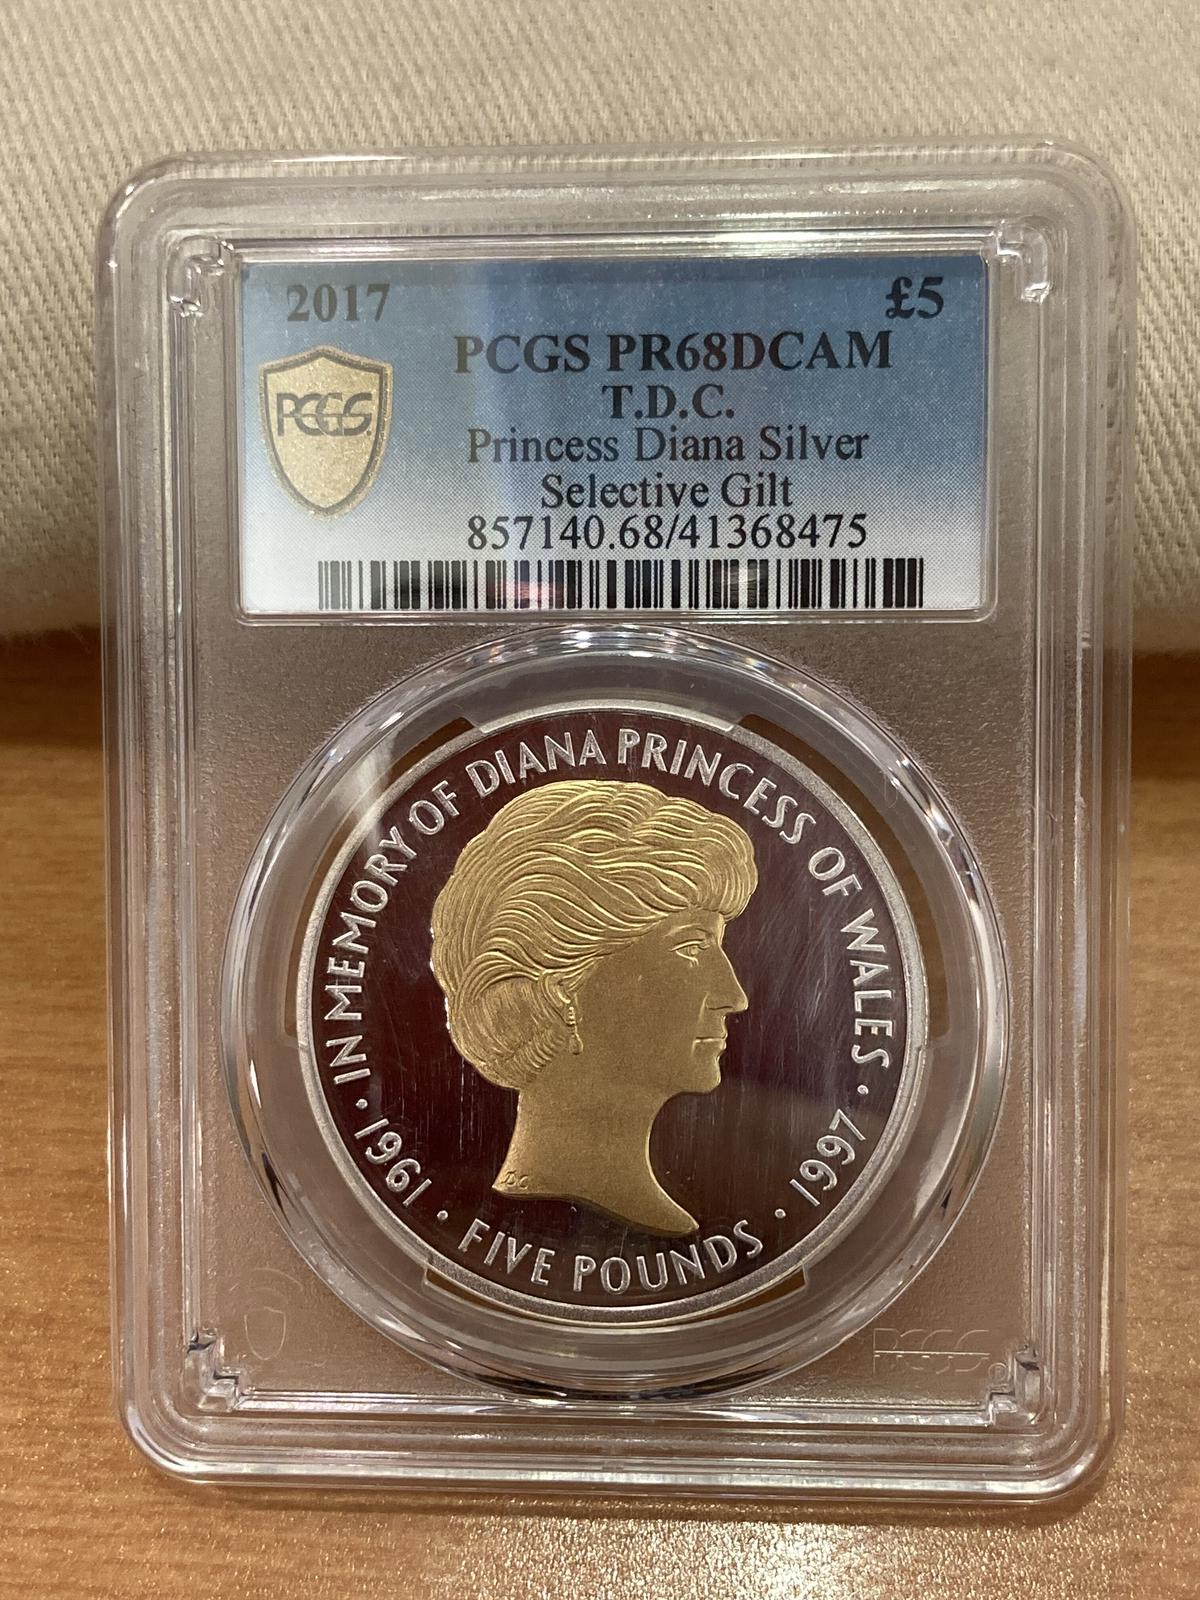 2017 £5
PCGS PR68DCAM
T.D.C.
PCGS
Princess Diana Silver
Selective Gilt
857140.68/41368475
IN MEMORY OF DIANA PRINCESS OF WALES
· 1961 · FIVE POUNDS · 1997 ·
PCGS